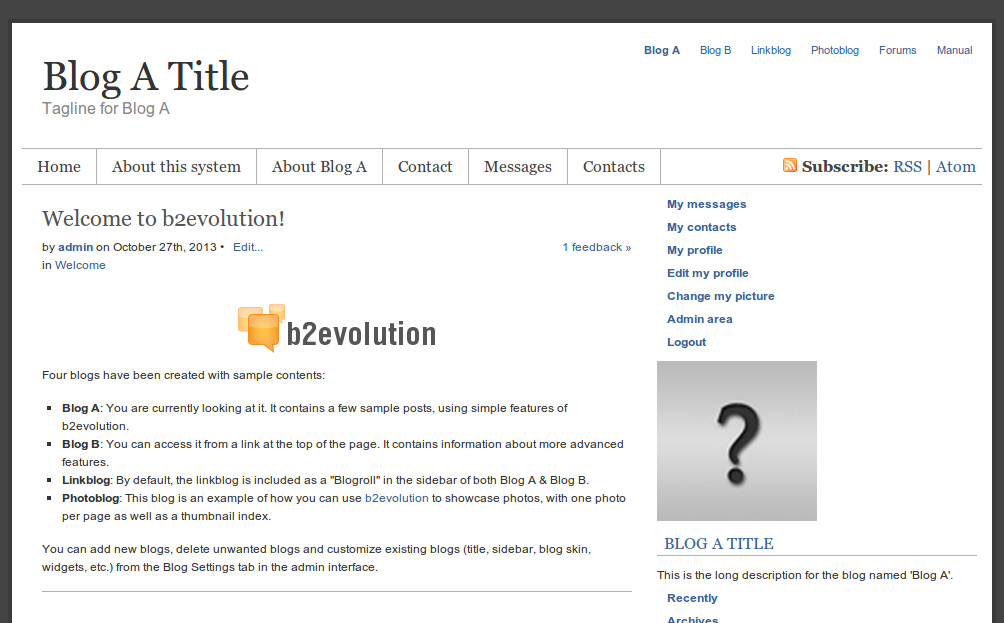 Blog A Blog B Linkblog Photoblog Forums Manual
Blog A Title
Tagline for Blog A
Home About this system About Blog A Contact Messages Contacts Subscribe: RSS | Atom
Welcome to b2evolution!
by admin on October 27th, 2013 • Edit... 1 feedback »
in Welcome
b2evolution
Four blogs have been created with sample contents:
Blog A: You are currently looking at it. It contains a few sample posts, using simple features of
b2evolution.
Blog B: You can access it from a link at the top of the page. It contains information about more advanced
features.
Linkblog: By default, the linkblog is included as a "Blogroll" in the sidebar of both Blog A & Blog B.
Photoblog: This blog is an example of how you can use b2evolution to showcase photos, with one photo
per page as well as a thumbnail index.
You can add new blogs, delete unwanted blogs and customize existing blogs (title, sidebar, blog skin,
widgets, etc.) from the Blog Settings tab in the admin interface.
My messages
My contacts
My profile
Edit my profile
Change my picture
Admin area
Logout
?
BLOG A TITLE
This is the long description for the blog named 'Blog A'.
Recently
Archives